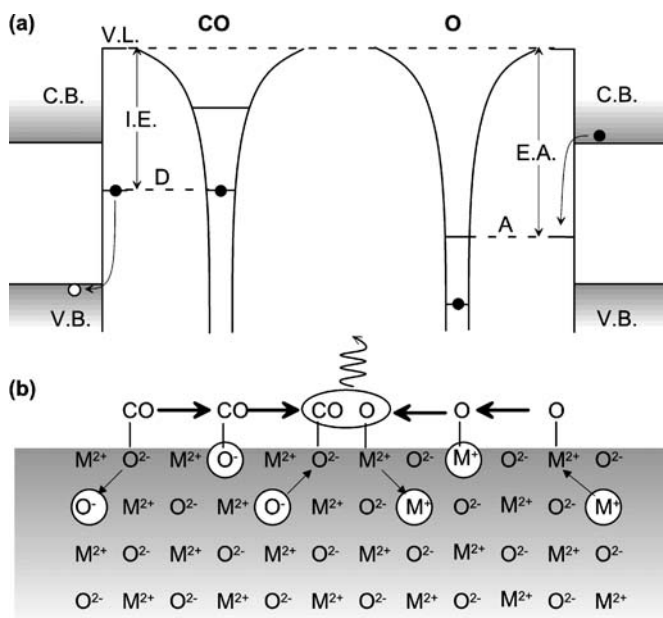 (a)
CO
O
V.L.
C.B.
C.B.
I.E.
E.A.
D
A
V.B.
V.B.
(b)
CO CO CO O O O
M²⁺ O²⁻ M²⁺ O⁻ M²⁺ O²⁻ M²⁺ O²⁻ M⁺ O²⁻ M²⁺ O²⁻
O⁻ M²⁺ O²⁻ M²⁺ O⁻ M²⁺ O²⁻ M⁺ O²⁻ M²⁺ O²⁻ M⁺
M²⁺ O²⁻ M²⁺ O²⁻ M²⁺ O²⁻ M²⁺ O²⁻ M²⁺ O²⁻ M²⁺ O²⁻
O²⁻ M²⁺ O²⁻ M²⁺ O²⁻ M²⁺ O²⁻ M²⁺ O²⁻ M²⁺ O²⁻ M²⁺